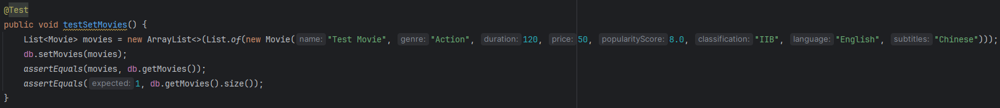 @Test
public void testSetMovies() {
    List<Movie> movies = new ArrayList<>(List.of(new Movie( name: "Test Movie", genre: "Action", duration: 120, price: 50, popularityScore: 8.0, classification: "IIB", language: "English", subtitles: "Chinese")));
    db.setMovies(movies);
    assertEquals(movies, db.getMovies());
    assertEquals( expected: 1, db.getMovies().size());
}